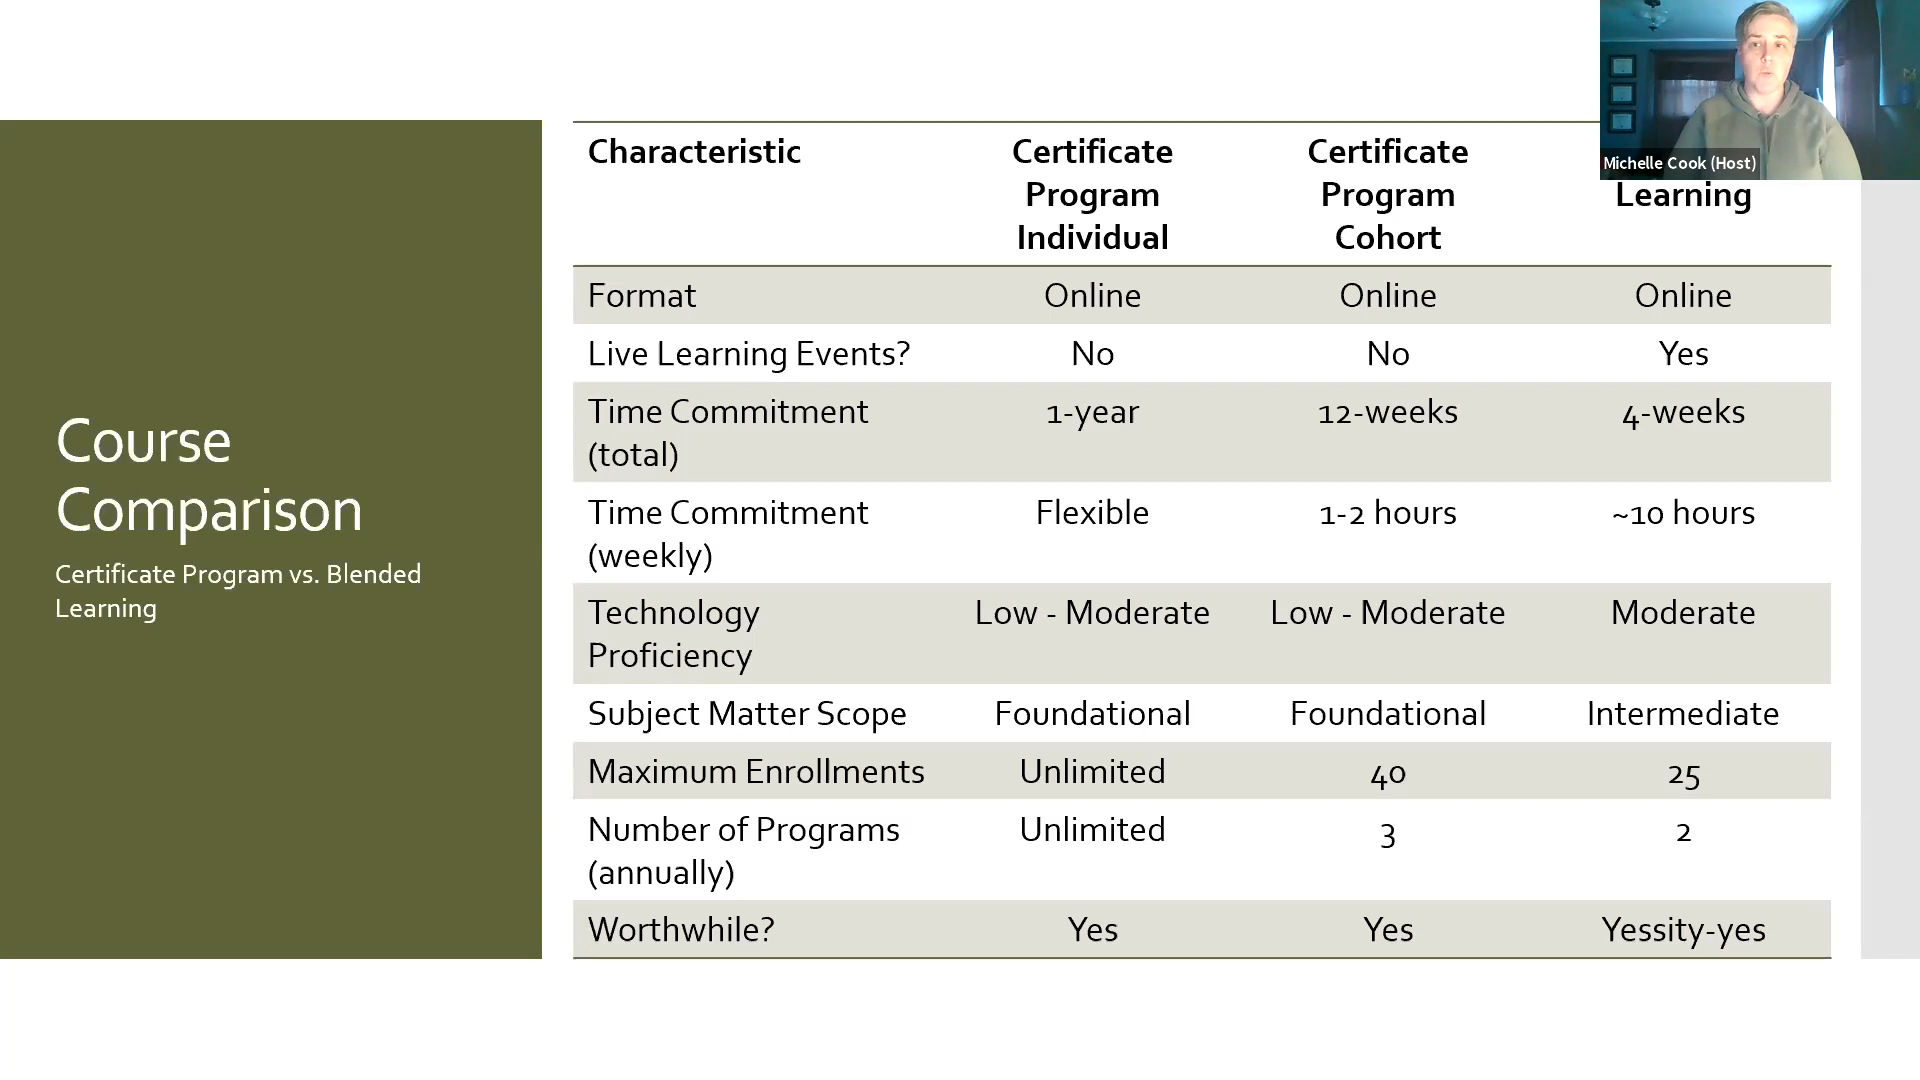 Michelle Cook (Host)
Course
Comparison
Certificate Program vs. Blended
Learning
Characteristic
Certificate
Program
Individual
Certificate
Program
Cohort
Learning
Format Online Online Online
Live Learning Events? No No Yes
Time Commitment
(total)
1-year 12-weeks 4-weeks
Time Commitment
(weekly)
Flexible 1-2 hours ~10 hours
Technology
Proficiency
Low - Moderate Low - Moderate Moderate
Subject Matter Scope Foundational Foundational Intermediate
Maximum Enrollments Unlimited 40 25
Number of Programs
(annually)
Unlimited 3 2
Worthwhile? Yes Yes Yessity-yes